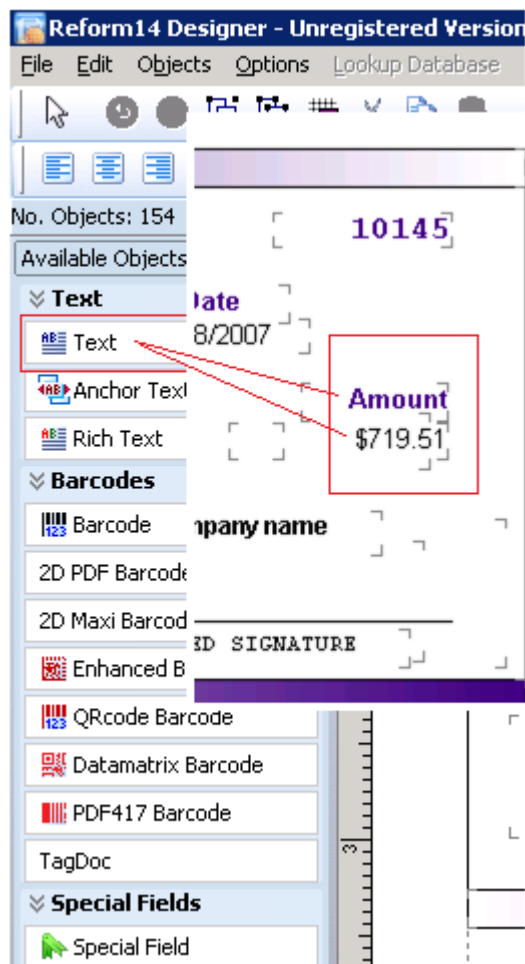 Reform14 Designer - Unregistered Version
File Edit Objects Options Lookup Database
No. Objects: 154
Available Objects
Text
Text
Anchor Text
Rich Text
Barcodes
Barcode
2D PDF Barcode
2D Maxi Barcod
Enhanced B
QRcode Barcode
Datamatrix Barcode
PDF417 Barcode
TagDoc
Special Fields
Special Field
10145
Date
8/2007
Amount
$719.51
mpany name
ED SIGNATURE
3